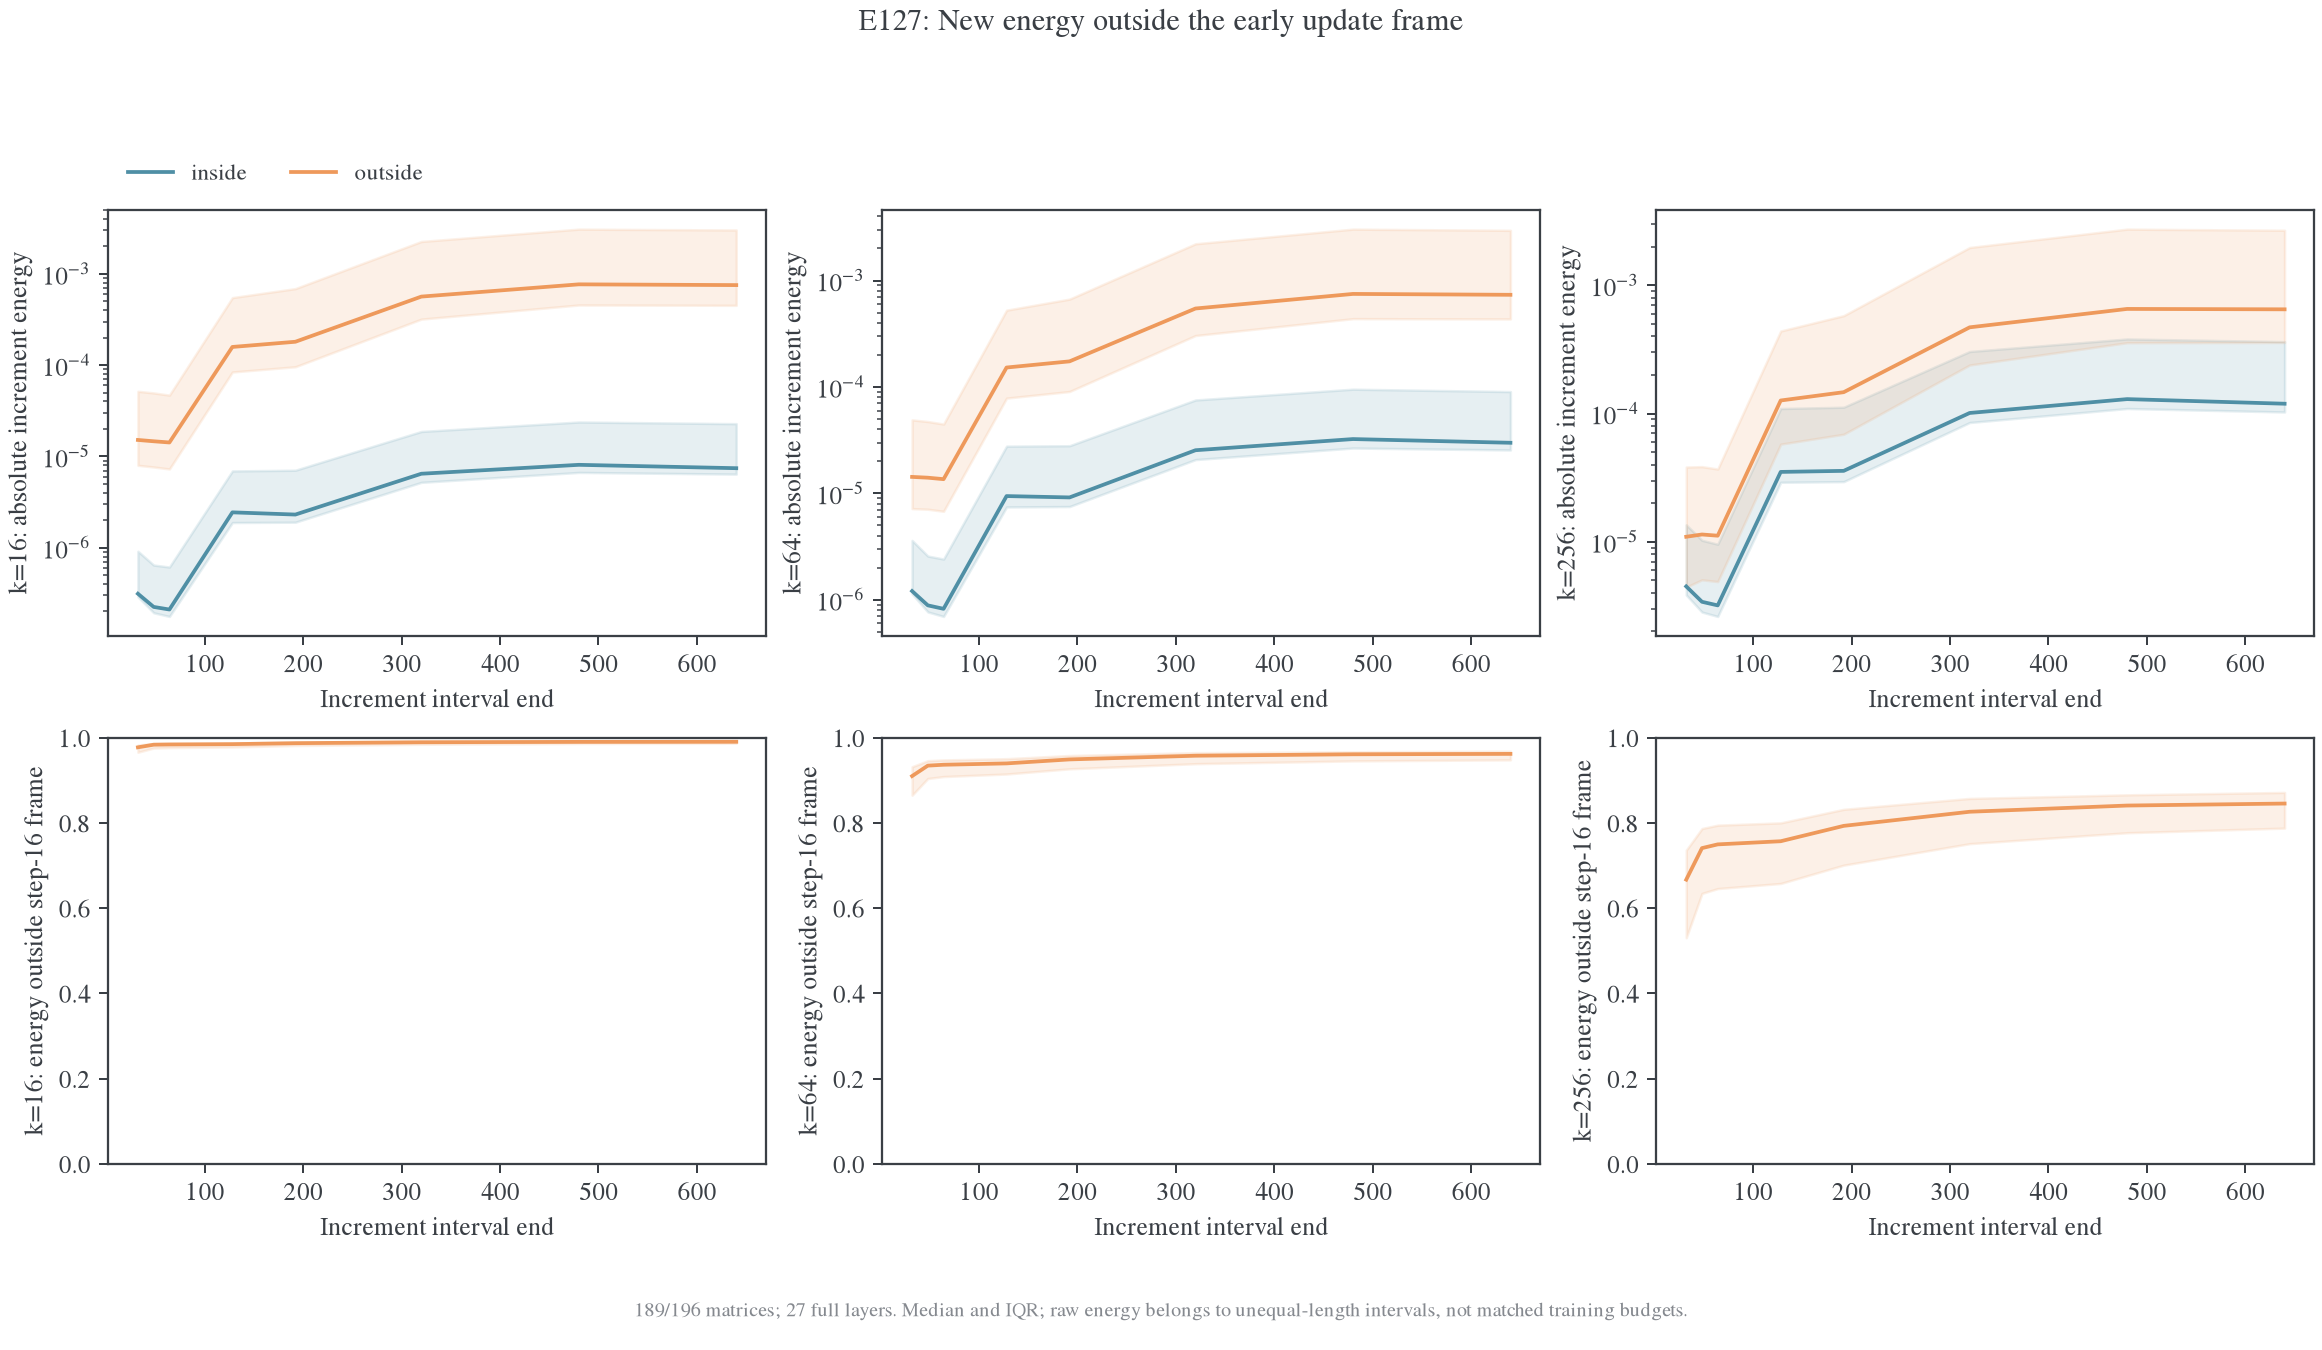 E127: New energy outside the early update frame
inside
outside
k=16: absolute increment energy
10⁻³
10⁻⁴
10⁻⁵
10⁻⁶
100 200 300 400 500 600
Increment interval end
k=64: absolute increment energy
10⁻³
10⁻⁴
10⁻⁵
10⁻⁶
100 200 300 400 500 600
Increment interval end
k=256: absolute increment energy
10⁻³
10⁻⁴
10⁻⁵
100 200 300 400 500 600
Increment interval end
k=16: energy outside step-16 frame
1.0
0.8
0.6
0.4
0.2
0.0
100 200 300 400 500 600
Increment interval end
k=64: energy outside step-16 frame
1.0
0.8
0.6
0.4
0.2
0.0
100 200 300 400 500 600
Increment interval end
k=256: energy outside step-16 frame
1.0
0.8
0.6
0.4
0.2
0.0
100 200 300 400 500 600
Increment interval end
189/196 matrices; 27 full layers. Median and IQR; raw energy belongs to unequal-length intervals, not matched training budgets.